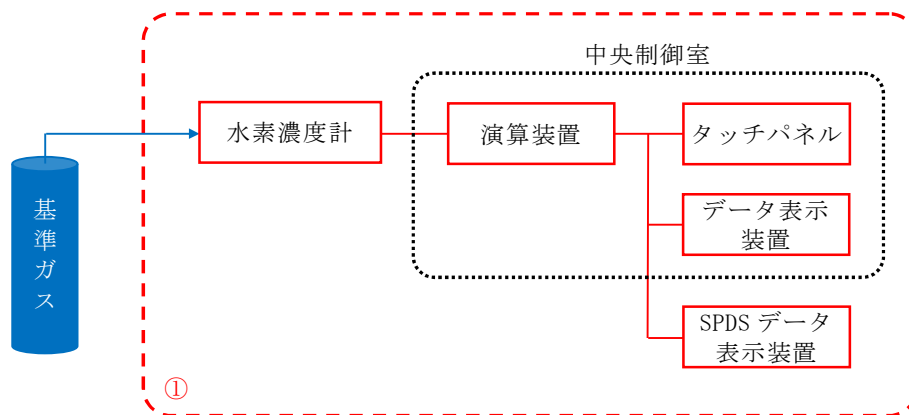 中央制御室
水素濃度計
演算装置
タッチパネル
基準ガス
データ表示
装置
SPDS データ
表示装置
①